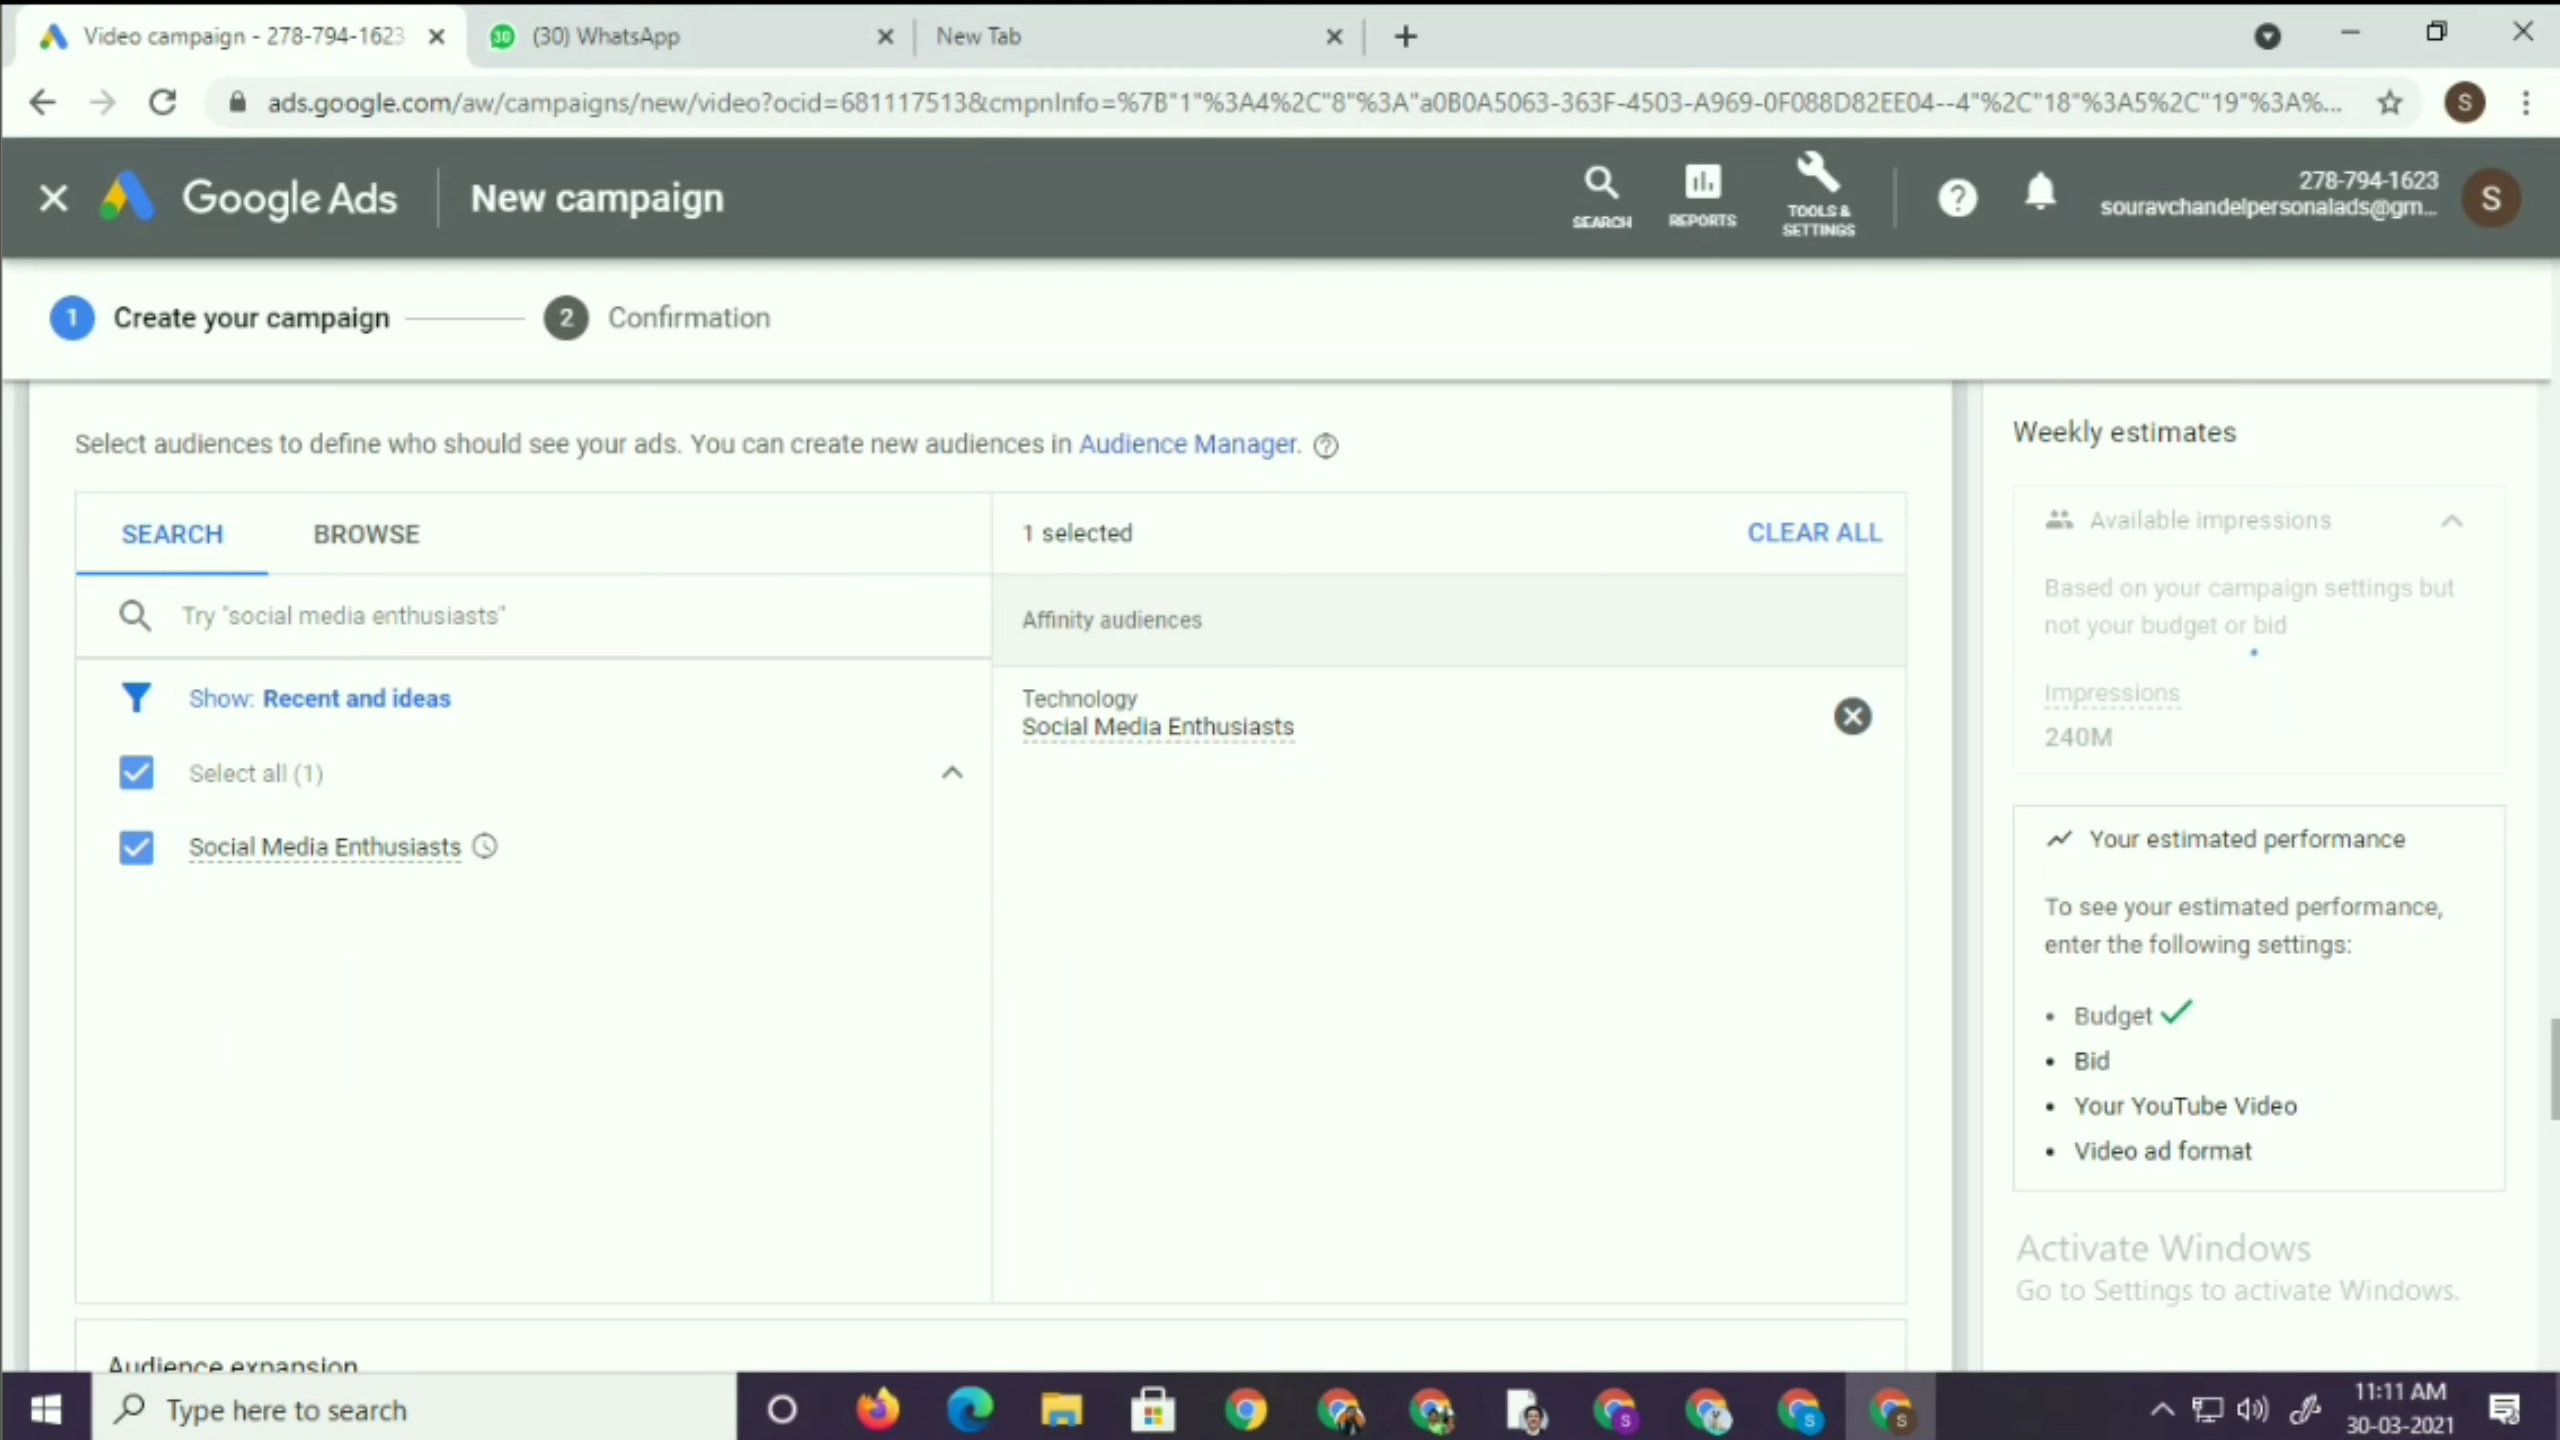 Video campaign - 278-794-1623
30
(30) WhatsApp
New Tab
ads.google.com/aw/campaigns/new/video?ocid=681117513&cmpnInfo=%7B"1"%3A4%2C"8"%3A"a0B0A5063-363F-4503-A969-0F088D82EE04--4"%2C"18"%3A5%2C"19"%3A%...
S
Google Ads
New campaign
SEARCH
REPORTS
TOOLS &
SETTINGS
278-794-1623
souravchandelpersonalads@gm...
S
1
Create your campaign
2
Confirmation
Select audiences to define who should see your ads. You can create new audiences in Audience Manager.
SEARCH
BROWSE
Try "social media enthusiasts"
Show: Recent and ideas
Select all (1)
Social Media Enthusiasts
1 selected
CLEAR ALL
Affinity audiences
Technology
Social Media Enthusiasts
Audience expansion
Weekly estimates
Available impressions
Based on your campaign settings but
not your budget or bid
Impressions
240M
Your estimated performance
To see your estimated performance,
enter the following settings:
• Budget
• Bid
• Your YouTube Video
• Video ad format
Activate Windows
Go to Settings to activate Windows.
Type here to search
S
S
S
11:11 AM
30-03-2021